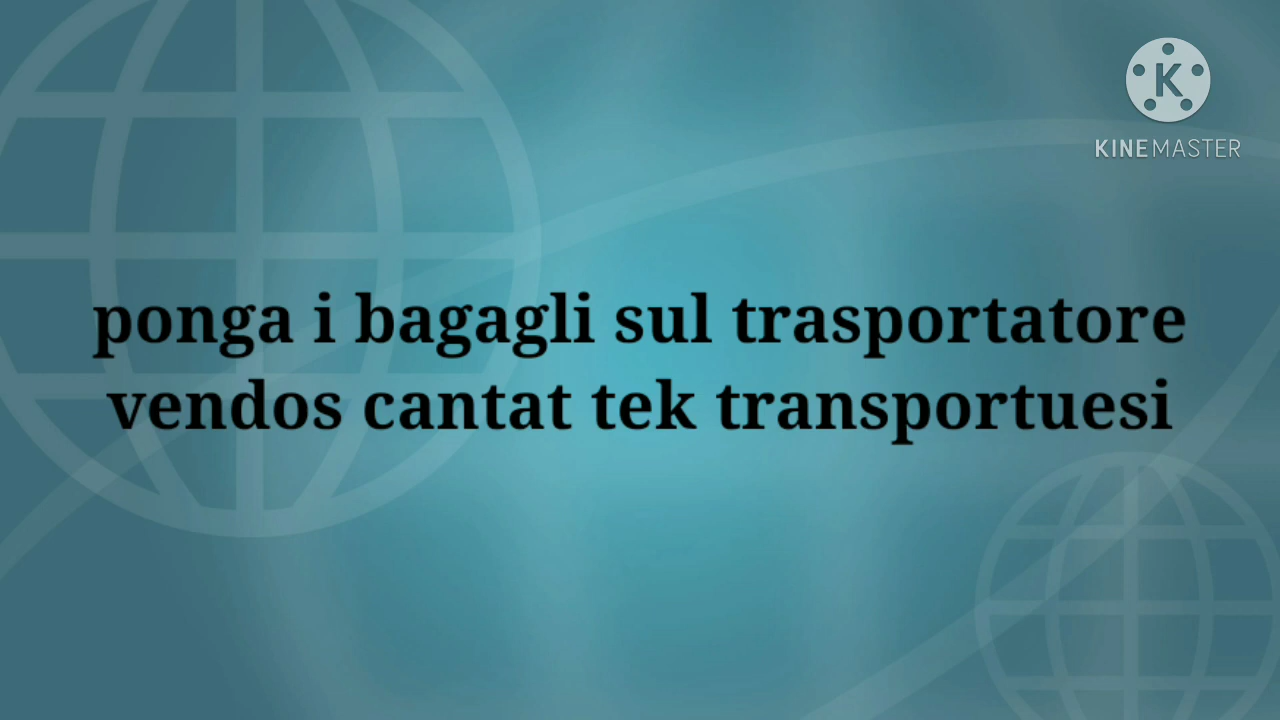 K
KINEMASTER
ponga i bagagli sul trasportatore
vendos cantat tek transportuesi